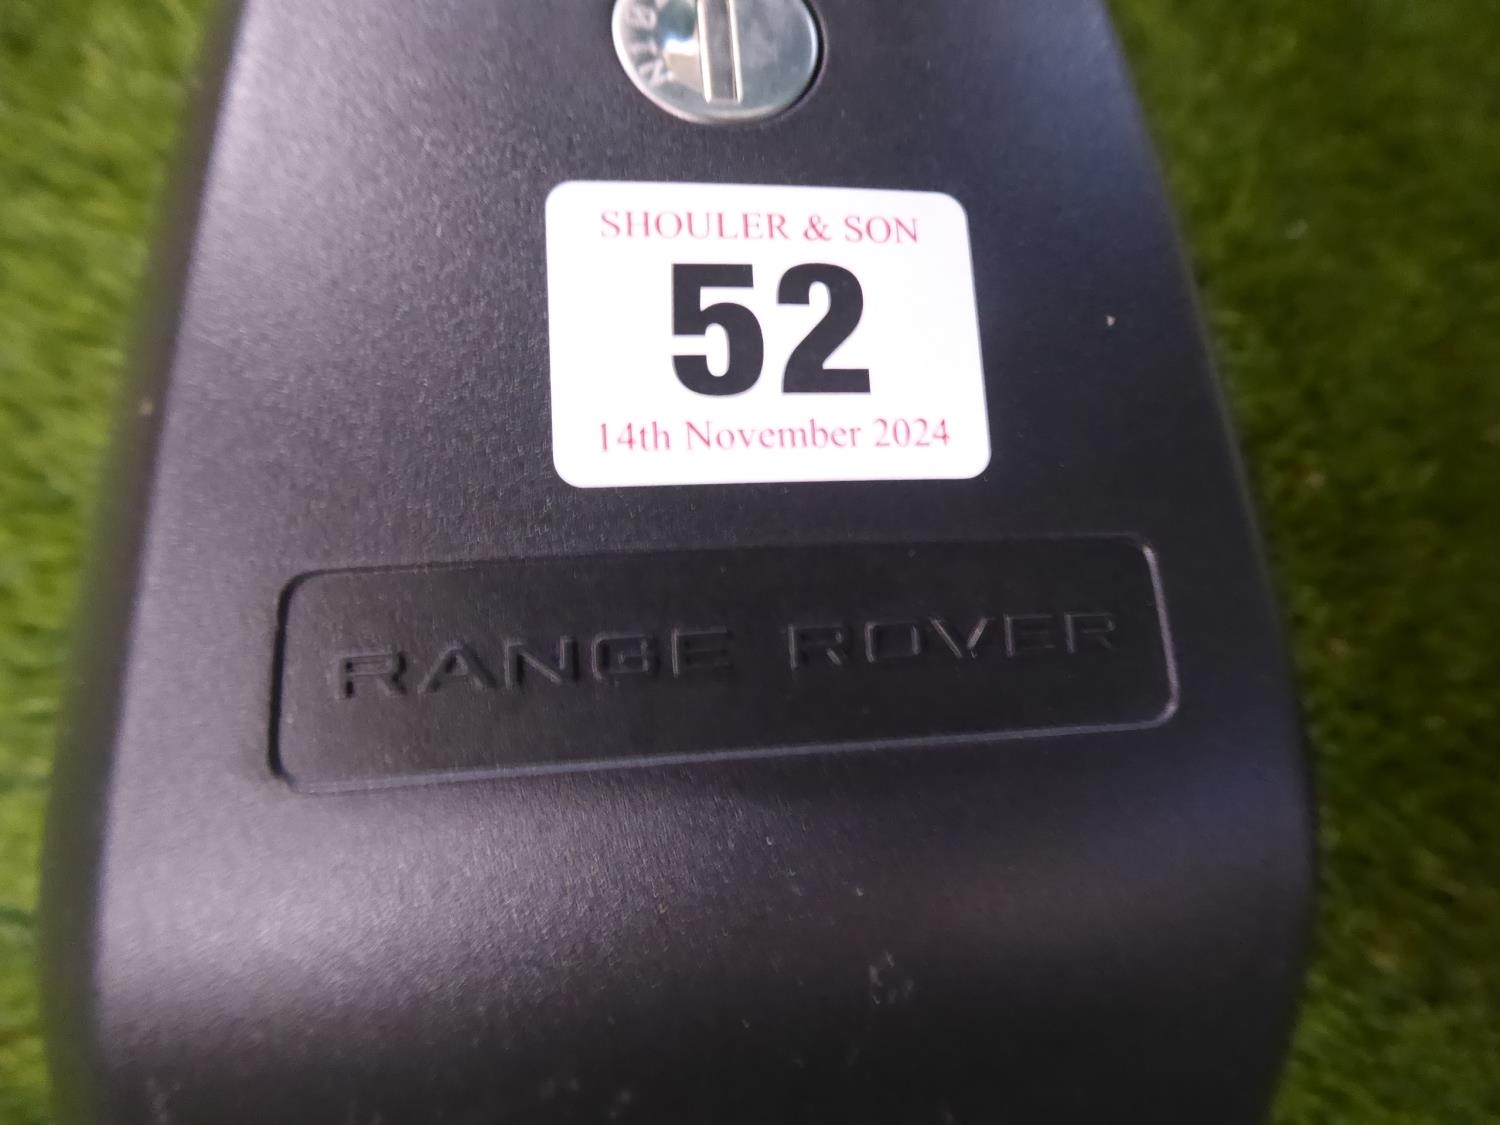 SHOULER & SON
52
14th November 2024
RANGE ROVER